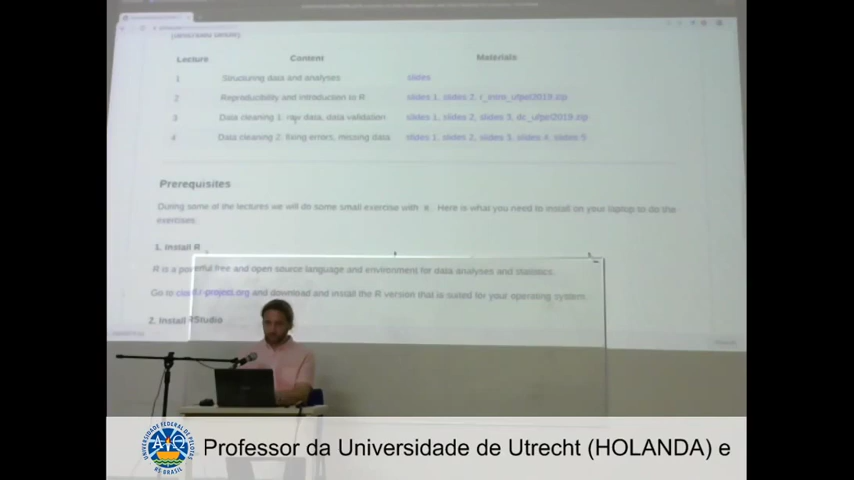 Lecture Content Materials
1 Structuring data and analyses slides
2 Reproducibility and introduction to R slides 1, slides 2, r_intro_ufpel2019.zip
3 Data cleaning 1: raw data, data validation slides 1, slides 2, slides 3, dc_ufpel2019.zip
4 Data cleaning 2: fixing errors, missing data slides 1, slides 2, slides 3, slides 4, slides 5
Prerequisites
During some of the lectures we will do some small exercise with R. Here is what you need to install on your laptop to do the
exercises.
1. Install R
R is a powerful free and open source language and environment for data analyses and statistics.
Go to and download and install the R version that is suited for your operating system.
2. Install RStudio
UNIVERSIDADE FEDERAL DE PELOTAS
RS BRASIL
Professor da Universidade de Utrecht (HOLANDA) e